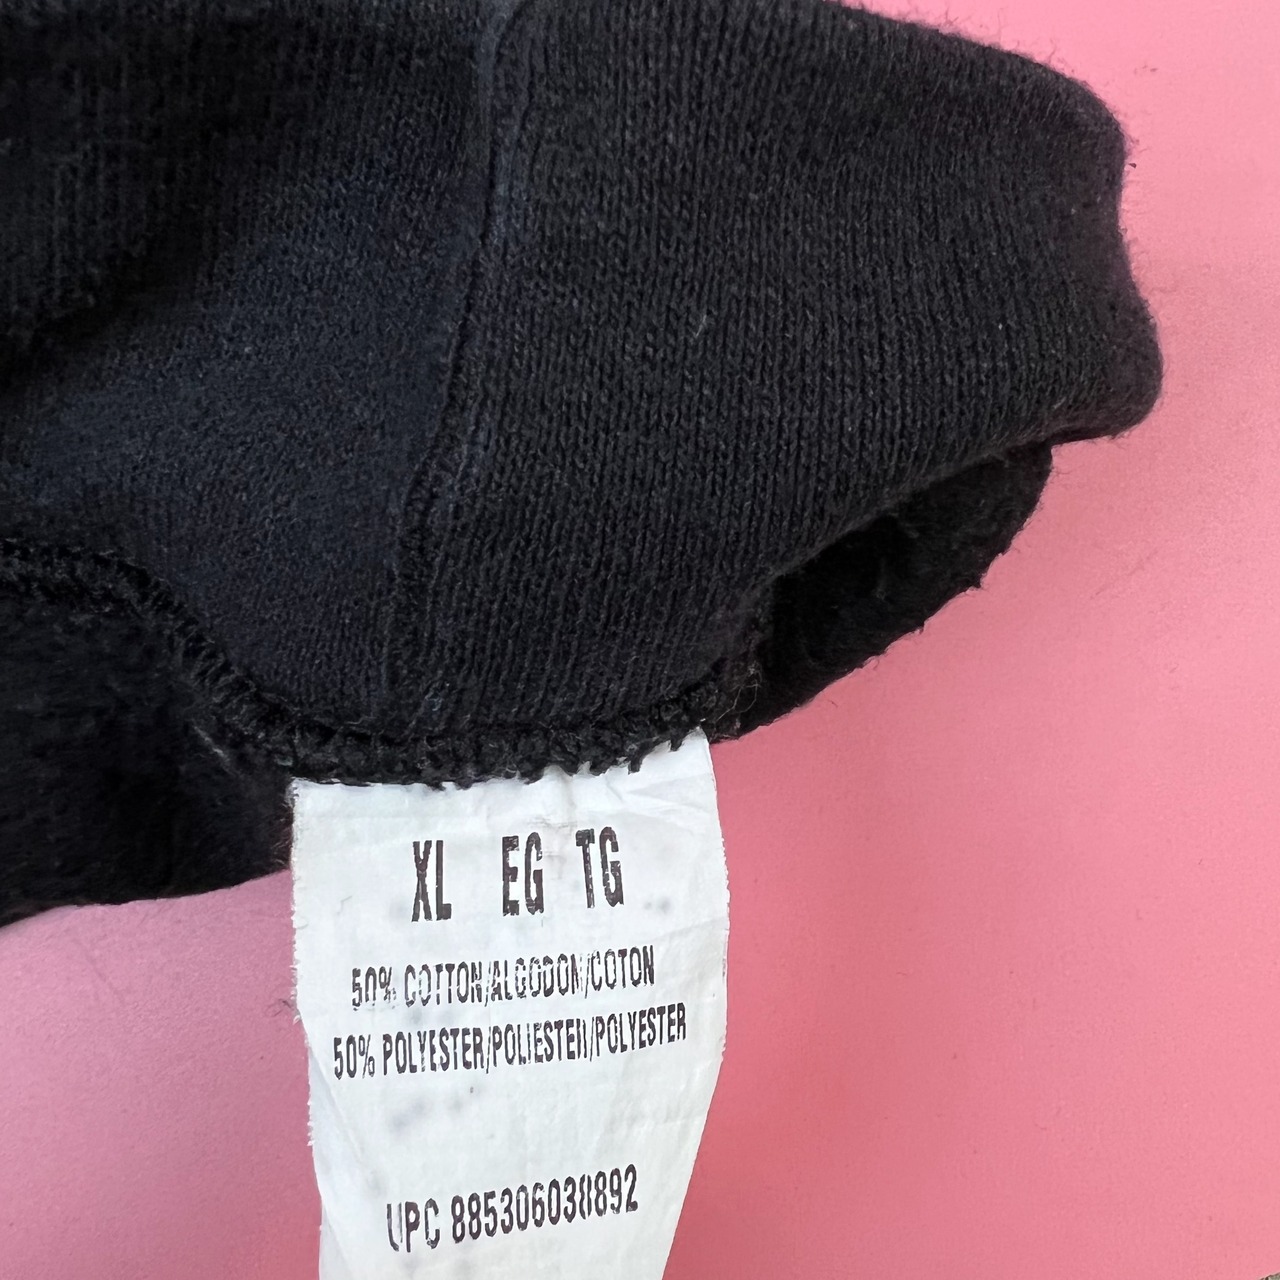 XL EG TG
50% COTTON/ALGODON/COTON
50% POLYESTER/POLIESTER/POLYESTER
UPC 885306038892